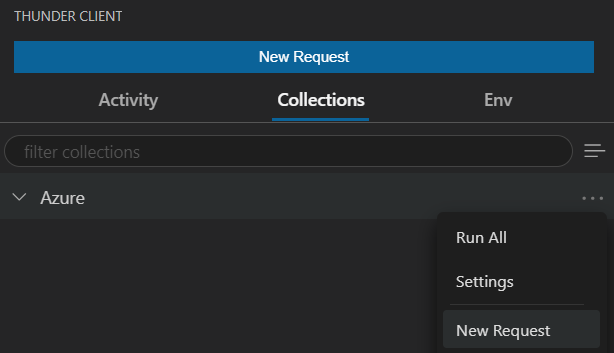 THUNDER CLIENT
New Request
Activity Collections Env
filter collections
Azure
Run All
Settings
New Request